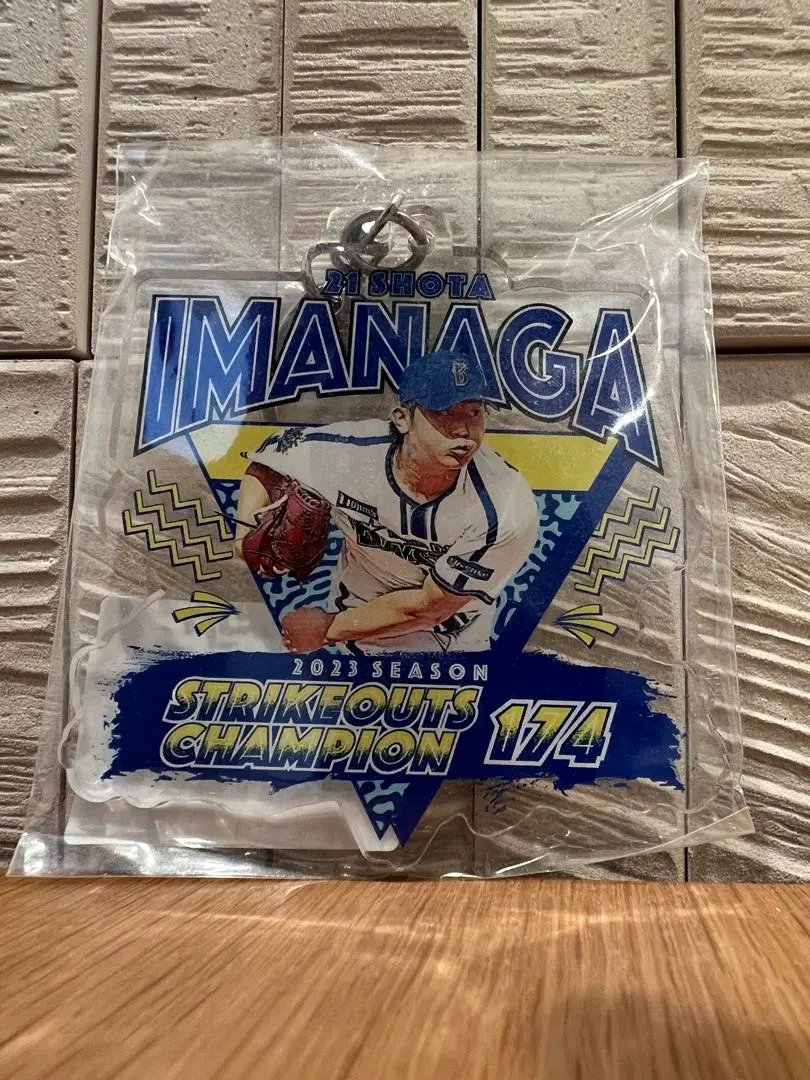 21 SHOTA
IMANAGA
B
2023 SEASON
STRIKEOUTS
CHAMPION
174